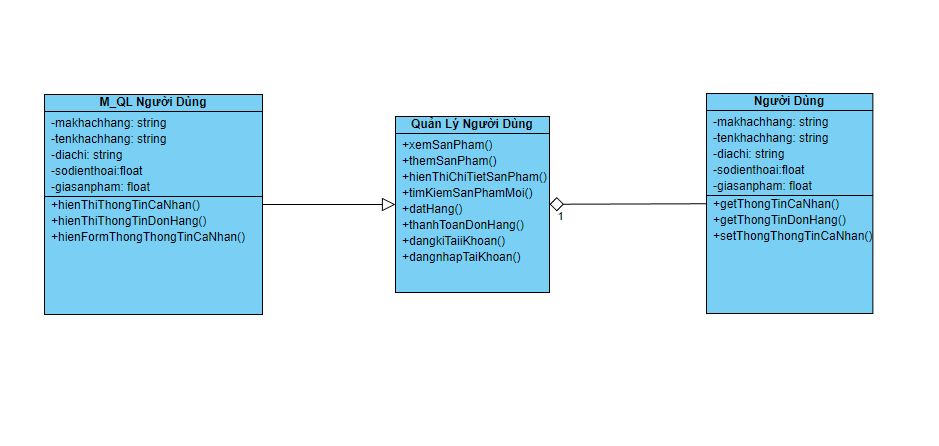 M_QL Người Dùng
-makhachhang: string
-tenkhachhang: string
-diachi: string
-sodienthoai:float
-giasanpham: float
+hienThiThongTinCaNhan()
+hienThiThongTinDonHang()
+hienFormThongThongTinCaNhan()
Quản Lý Người Dùng
+xemSanPham()
+themSanPham()
+hienThiChiTietSanPham()
+timKiemSanPhamMoi()
+datHang()
+thanhToanDonHang()
+dangkiTaiiKhoan()
+dangnhapTaiKhoan()
1
Người Dùng
-makhachhang: string
-tenkhachhang: string
-diachi: string
-sodienthoai:float
-giasanpham: float
+getThongTinCaNhan()
+getThongTinDonHang()
+setThongThongTinCaNhan()